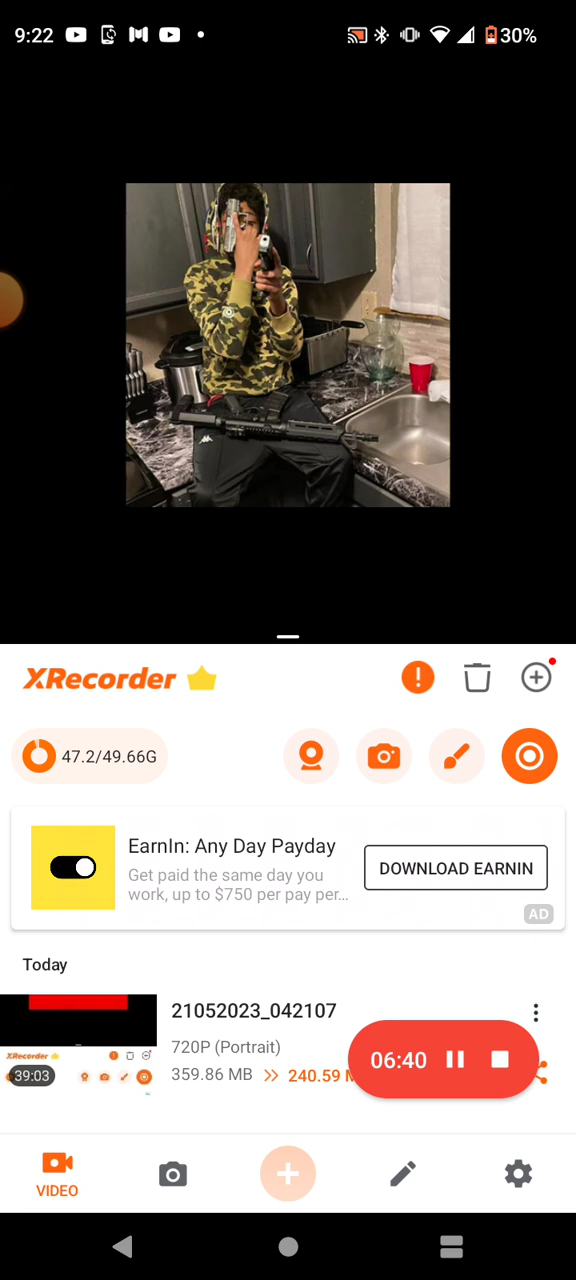 9:22
30%
XRecorder
47.2/49.66G
EarnIn: Any Day Payday
Get paid the same day you
work, up to $750 per pay per...
DOWNLOAD EARNIN
AD
Today
21052023_042107
720P (Portrait)
359.86 MB >> 240.59 M
06:40
XRecorder
39:03
VIDEO